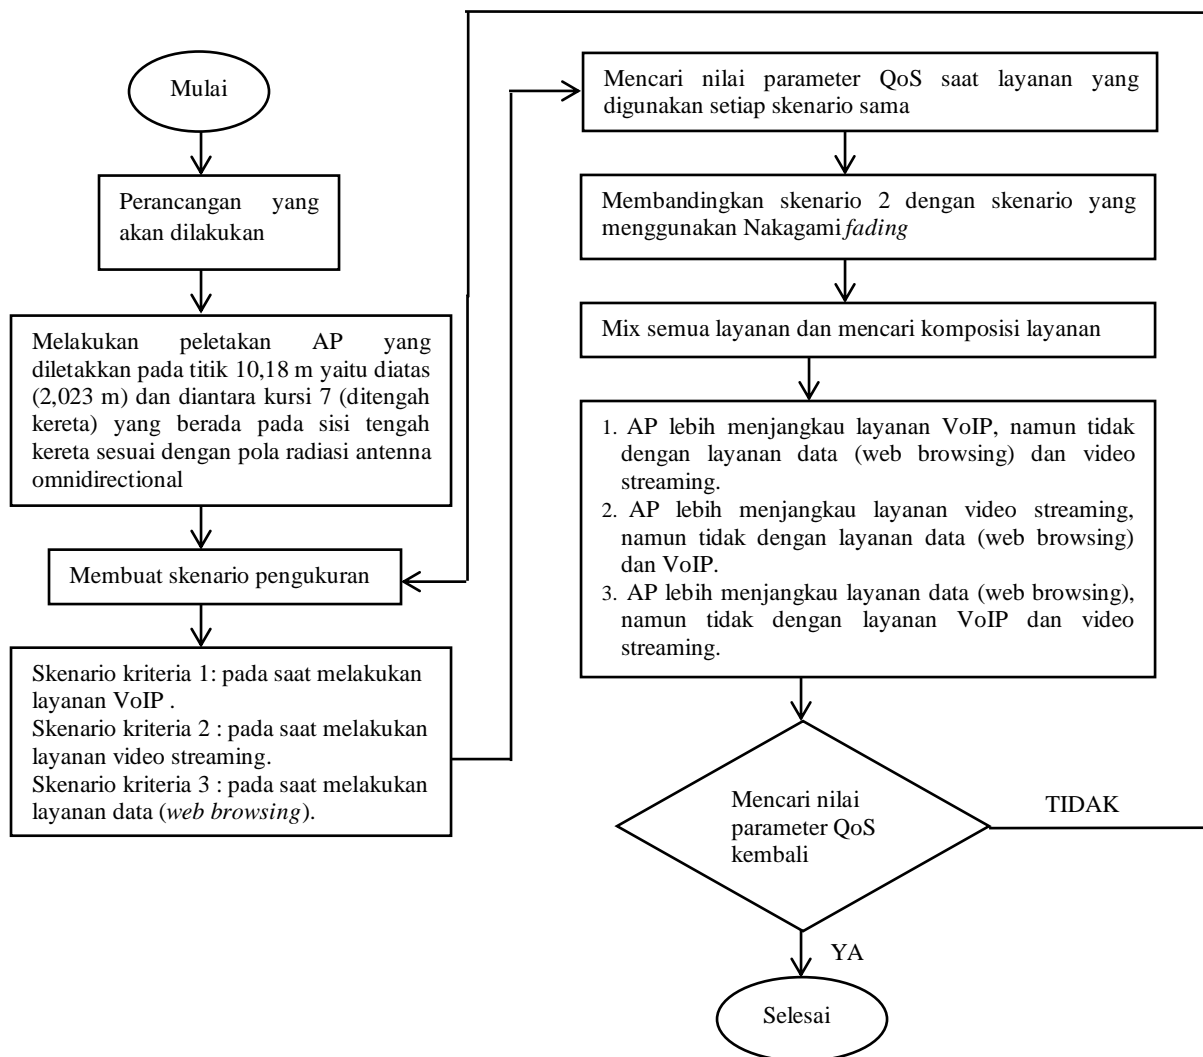 Mulai
Perancangan yang
akan dilakukan
Melakukan peletakan AP yang
diletakkan pada titik 10,18 m yaitu diatas
(2,023 m) dan diantara kursi 7 (ditengah
kereta) yang berada pada sisi tengah
kereta sesuai dengan pola radiasi antenna
omnidirectional
Membuat skenario pengukuran
Skenario kriteria 1: pada saat melakukan
layanan VoIP .
Skenario kriteria 2 : pada saat melakukan
layanan video streaming.
Skenario kriteria 3 : pada saat melakukan
layanan data (web browsing).
Mencari nilai parameter QoS saat layanan yang
digunakan setiap skenario sama
Membandingkan skenario 2 dengan skenario yang
menggunakan Nakagami fading
Mix semua layanan dan mencari komposisi layanan
1. AP lebih menjangkau layanan VoIP, namun tidak
dengan layanan data (web browsing) dan video
streaming.
2. AP lebih menjangkau layanan video streaming,
namun tidak dengan layanan data (web browsing)
dan VoIP.
3. AP lebih menjangkau layanan data (web browsing),
namun tidak dengan layanan VoIP dan video
streaming.
Mencari nilai
parameter QoS
kembali
TIDAK
YA
Selesai